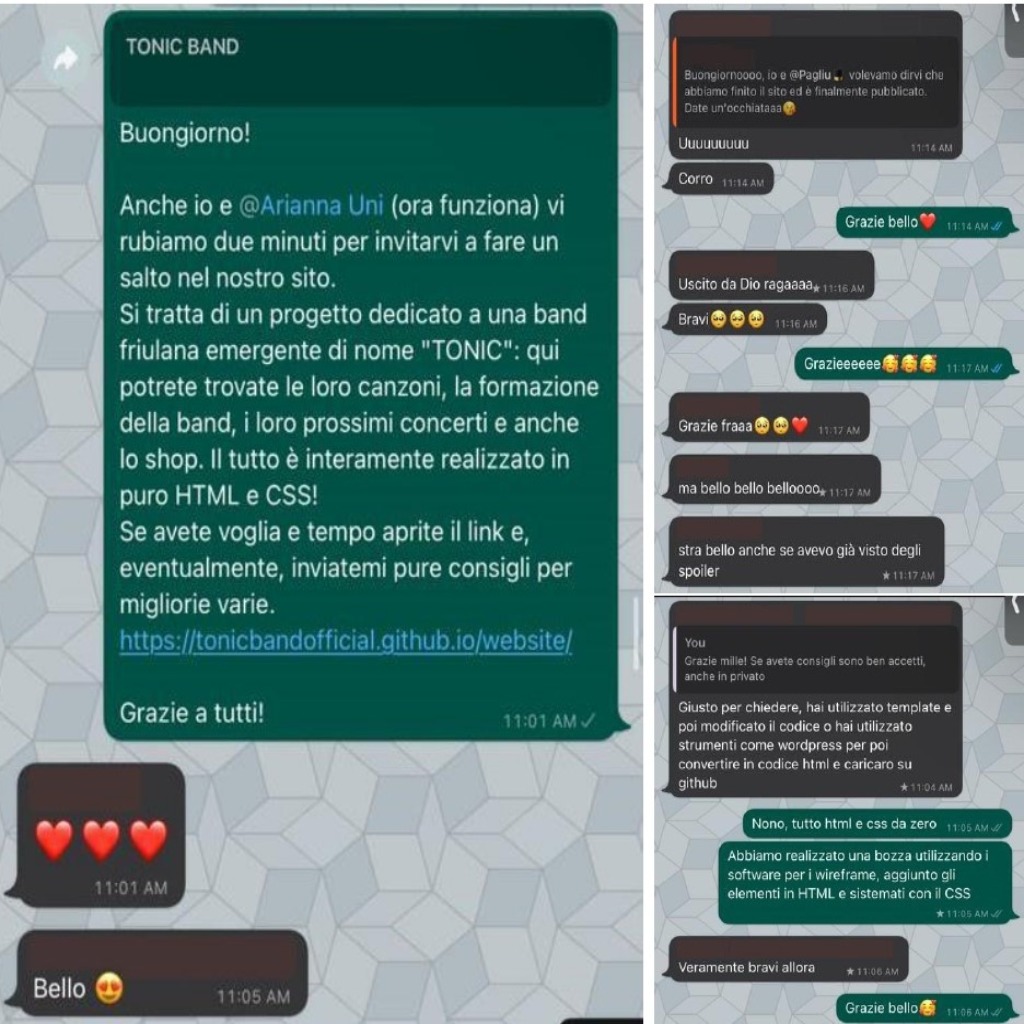 TONIC BAND
Buongiorno!
Anche io e @Arianna Uni (ora funziona) vi
rubiamo due minuti per invitarvi a fare un
salto nel nostro sito.
Si tratta di un progetto dedicato a una band
friulana emergente di nome "TONIC": qui
potrete trovate le loro canzoni, la formazione
della band, i loro prossimi concerti e anche
lo shop. Il tutto è interamente realizzato in
puro HTML e CSS!
Se avete voglia e tempo aprite il link e,
eventualmente, inviatemi pure consigli per
migliorie varie.
https://tonicbandofficial.github.io/website/
Grazie a tutti!
11:01 AM
❤️❤️❤️
11:01 AM
Bello 😍 11:05 AM
Buongiornoooo, io e @Pagliu volevamo dirvi che
abbiamo finito il sito ed è finalmente pubblicato.
Date un'occhiataaa😘
Uuuuuuuuu 11:14 AM
Corro 11:14 AM
Grazie bello❤️ 11:14 AM
Uscito da Dio ragaaaa 11:16 AM
Bravi🥺🥺🥺 11:16 AM
Grazieeeeee🥰🥰🥰 11:17 AM
Grazie fraaa🥺🥺❤️ 11:17 AM
ma bello bello belloooo 11:17 AM
stra bello anche se avevo già visto degli
spoiler 11:17 AM
You
Grazie mille! Se avete consigli sono ben accetti,
anche in privato
Giusto per chiedere, hai utilizzato template e
poi modificato il codice o hai utilizzato
strumenti come wordpress per poi
convertire in codice html e caricaro su
github 11:04 AM
Nono, tutto html e css da zero 11:05 AM
Abbiamo realizzato una bozza utilizzando i
software per i wireframe, aggiunto gli
elementi in HTML e sistemati con il CSS
11:05 AM
Veramente bravi allora 11:06 AM
Grazie bello🥰 11:06 AM